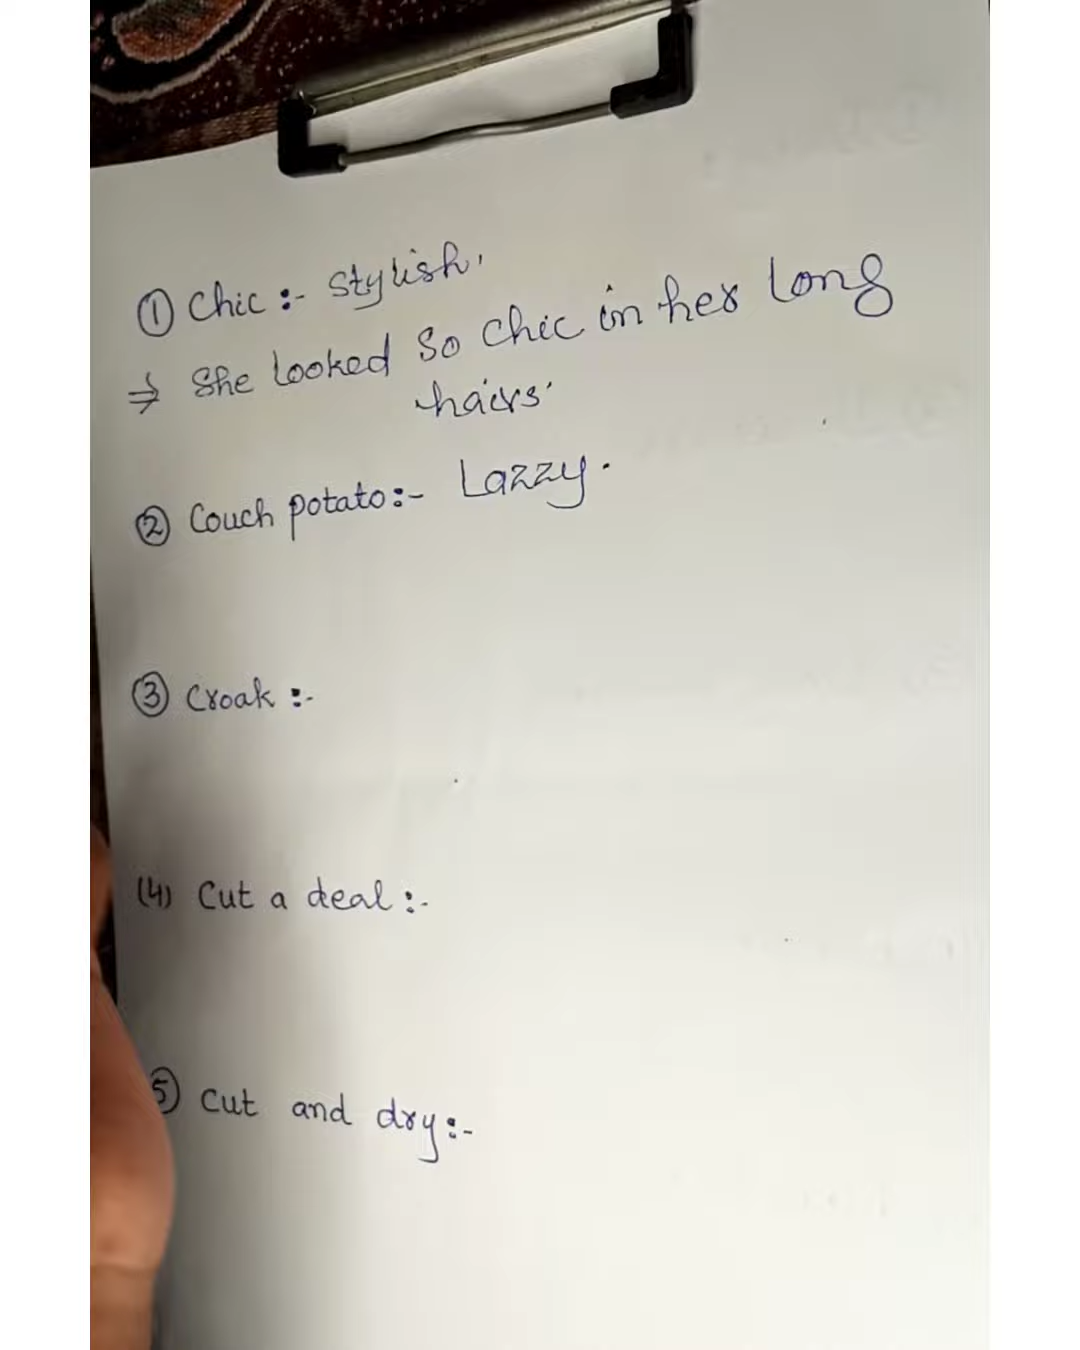 ① Chic :- Stylish.
⇒ She looked So Chic in her long
hairs.
② Couch potato :- Lazzy.
③ Croak :-
(4) Cut a deal :-
⑤ Cut and dry :-